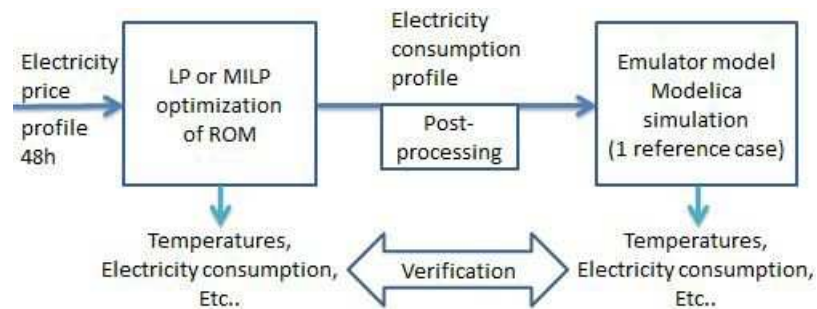 Electricity
price
profile
48h
LP or MILP
optimization
of ROM
Electricity
consumption
profile
Post-
processing
Emulator model
Modelica
simulation
(1 reference case)
Temperatures,
Electricity consumption,
Etc..
Verification
Temperatures,
Electricity consumption,
Etc..